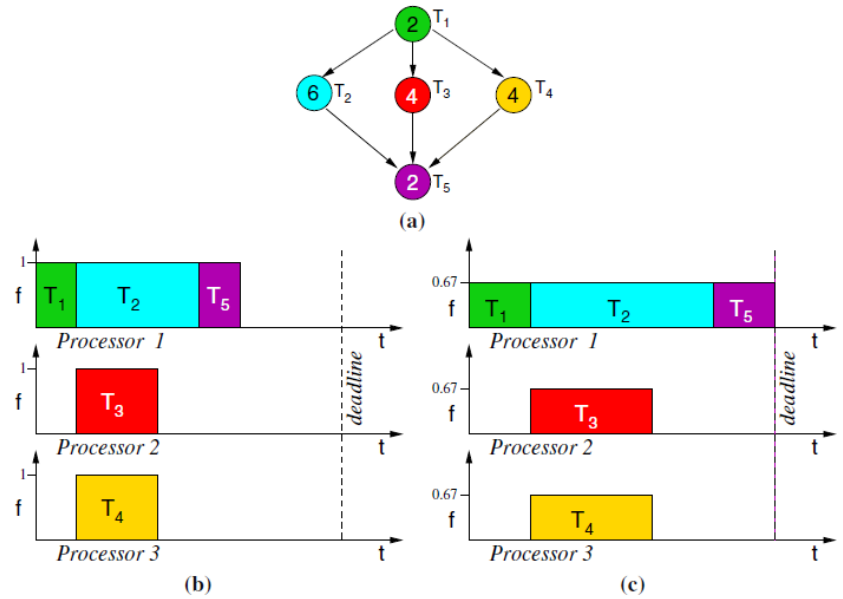 2 T1
6 T2 4 T3 4 T4
2 T5
(a)
1
f T1 T2 T5
Processor 1 t
1
f T3
Processor 2 t
1
f T4
Processor 3 t
deadline
(b)
0.67
f T1 T2 T5
Processor 1 t
0.67
f T3
Processor 2 t
0.67
f T4
Processor 3 t
deadline
(c)